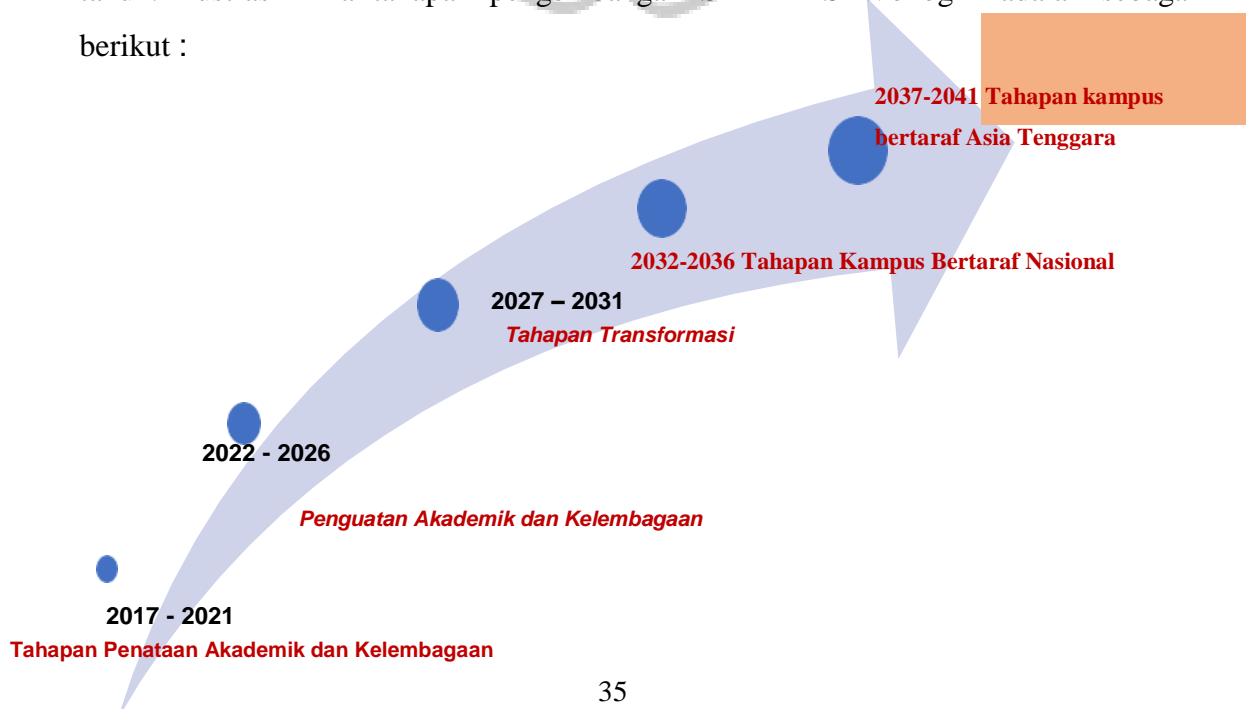 berikut :
2037-2041 Tahapan kampus
bertaraf Asia Tenggara
2032-2036 Tahapan Kampus Bertaraf Nasional
2027 – 2031
Tahapan Transformasi
2022 - 2026
Penguatan Akademik dan Kelembagaan
2017 - 2021
Tahapan Penataan Akademik dan Kelembagaan
35